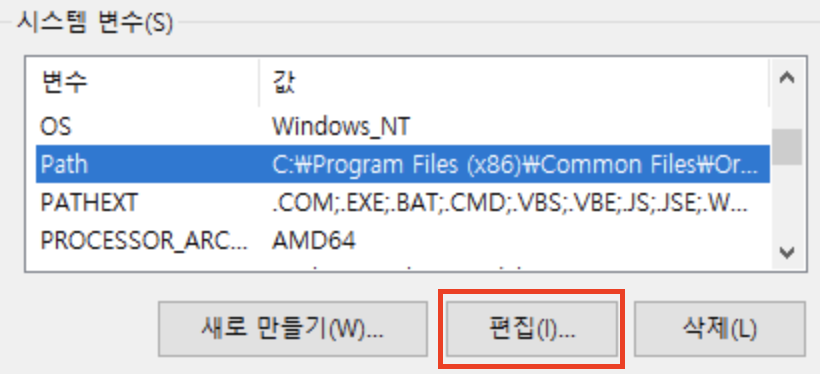 시스템 변수(S)
변수 값
OS Windows_NT
Path C:₩Program Files (x86)₩Common Files₩Or...
PATHEXT .COM;.EXE;.BAT;.CMD;.VBS;.VBE;.JS;.JSE;.W...
PROCESSOR_ARC... AMD64
새로 만들기(W)... 편집(I)... 삭제(L)